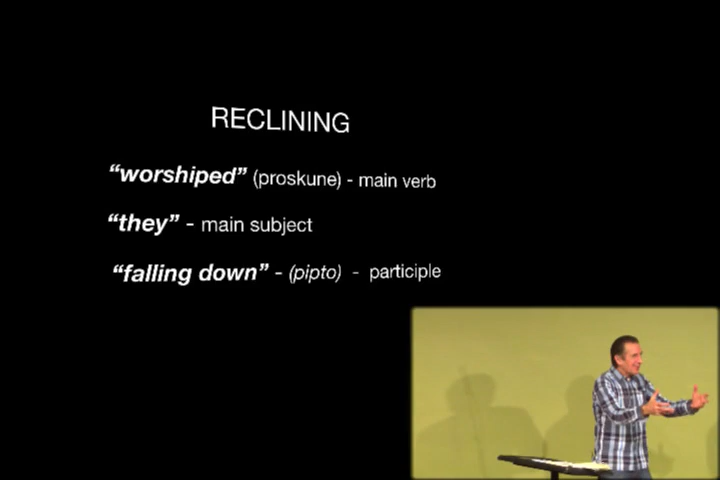 RECLINING
“worshiped” (proskune) - main verb
“they” - main subject
“falling down” - (pipto) - participle